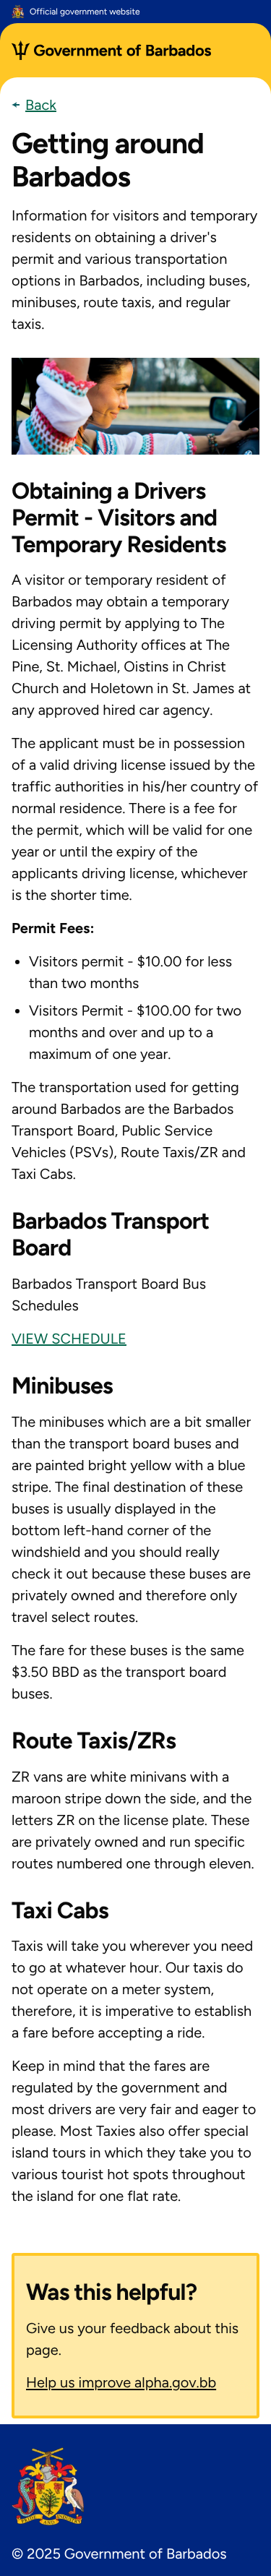 Official government website
Government of Barbados
Back
Getting around
Barbados
Information for visitors and temporary
residents on obtaining a driver's
permit and various transportation
options in Barbados, including buses,
minibuses, route taxis, and regular
taxis.
Obtaining a Drivers
Permit - Visitors and
Temporary Residents
A visitor or temporary resident of
Barbados may obtain a temporary
driving permit by applying to The
Licensing Authority offices at The
Pine, St. Michael, Oistins in Christ
Church and Holetown in St. James at
any approved hired car agency.
The applicant must be in possession
of a valid driving license issued by the
traffic authorities in his/her country of
normal residence. There is a fee for
the permit, which will be valid for one
year or until the expiry of the
applicants driving license, whichever
is the shorter time.
Permit Fees:
• Visitors permit - $10.00 for less
than two months
• Visitors Permit - $100.00 for two
months over and up to a
maximum of one year.
The transportation used for getting
around Barbados are the Barbados
Transport Board, Public Service
Vehicles (PSVs), Route Taxis/ZR and
Taxi Cabs.
Barbados Transport
Board
Barbados Transport Board Bus
Schedules
VIEW SCHEDULE
Minibuses
The minibuses which are a bit smaller
than the transport board buses and
are painted bright yellow with a blue
stripe. The final destination of these
buses is usually displayed in the
bottom left-hand corner of the
windshield and you should really
check it out because these buses are
privately owned and therefore only
travel select routes.
The fare for these buses is the same
$3.50 BBD as the transport board
buses.
Route Taxis/ZRs
ZR vans are white minivans with a
maroon stripe down the side, and the
letters ZR on the license plate. These
are privately owned and run specific
routes numbered one through eleven.
Taxi Cabs
Taxis will take you wherever you need
to go at whatever hour. Our taxis do
not operate on a meter system,
therefore, it is imperative to establish
a fare before accepting a ride.
Keep in mind that the fares are
regulated by the government and
most drivers are very fair and eager to
please. Most Taxies also offer special
island tours in which they take you to
various tourist hot spots throughout
the island for one flat rate.
Was this helpful?
Give us your feedback about this
page.
Help us improve alpha.gov.bb
© 2025 Government of Barbados